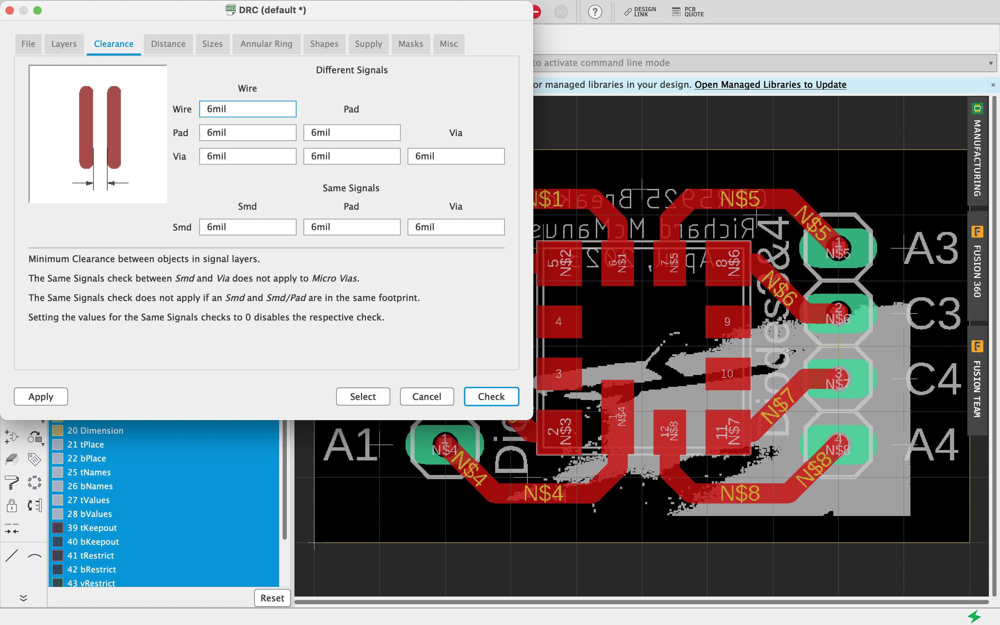 DRC (default *)
GO
?
DESIGN LINK
PCB QUOTE
File Layers Clearance Distance Sizes Annular Ring Shapes Supply Masks Misc
to activate command line mode
or managed libraries in your design. Open Managed Libraries to Update
Different Signals
Wire
Wire 6mil Pad
Pad 6mil 6mil Via
Via 6mil 6mil 6mil
Same Signals
Smd Pad Via
Smd 6mil 6mil 6mil
Minimum Clearance between objects in signal layers.
The Same Signals check between Smd and Via does not apply to Micro Vias.
The Same Signals check does not apply if an Smd and Smd/Pad are in the same footprint.
Setting the values for the Same Signals checks to 0 disables the respective check.
Apply Select Cancel Check
20 Dimension
21 tPlace
22 bPlace
25 tNames
26 bNames
27 tValues
28 bValues
39 tKeepout
40 bKeepout
41 tRestrict
42 bRestrict
43 vRestrict
Reset
MANUFACTURING
FUSION 360
FUSION TEAM
N$1
N$5
N$5
Richard McManus
April, 202
5 N$2
6 N$1
7 N$5
8 N$6
1 N$5
A3
N$6
2 N$6
C3
4
9
3
10
3 N$7
C4
N$7
Diodes 3&4
2 N$3
1 N$4
12 N$8
11 N$7
4 N$8
A4
A1
1 N$4
N$4
N$4
Dio
N$8
N$8